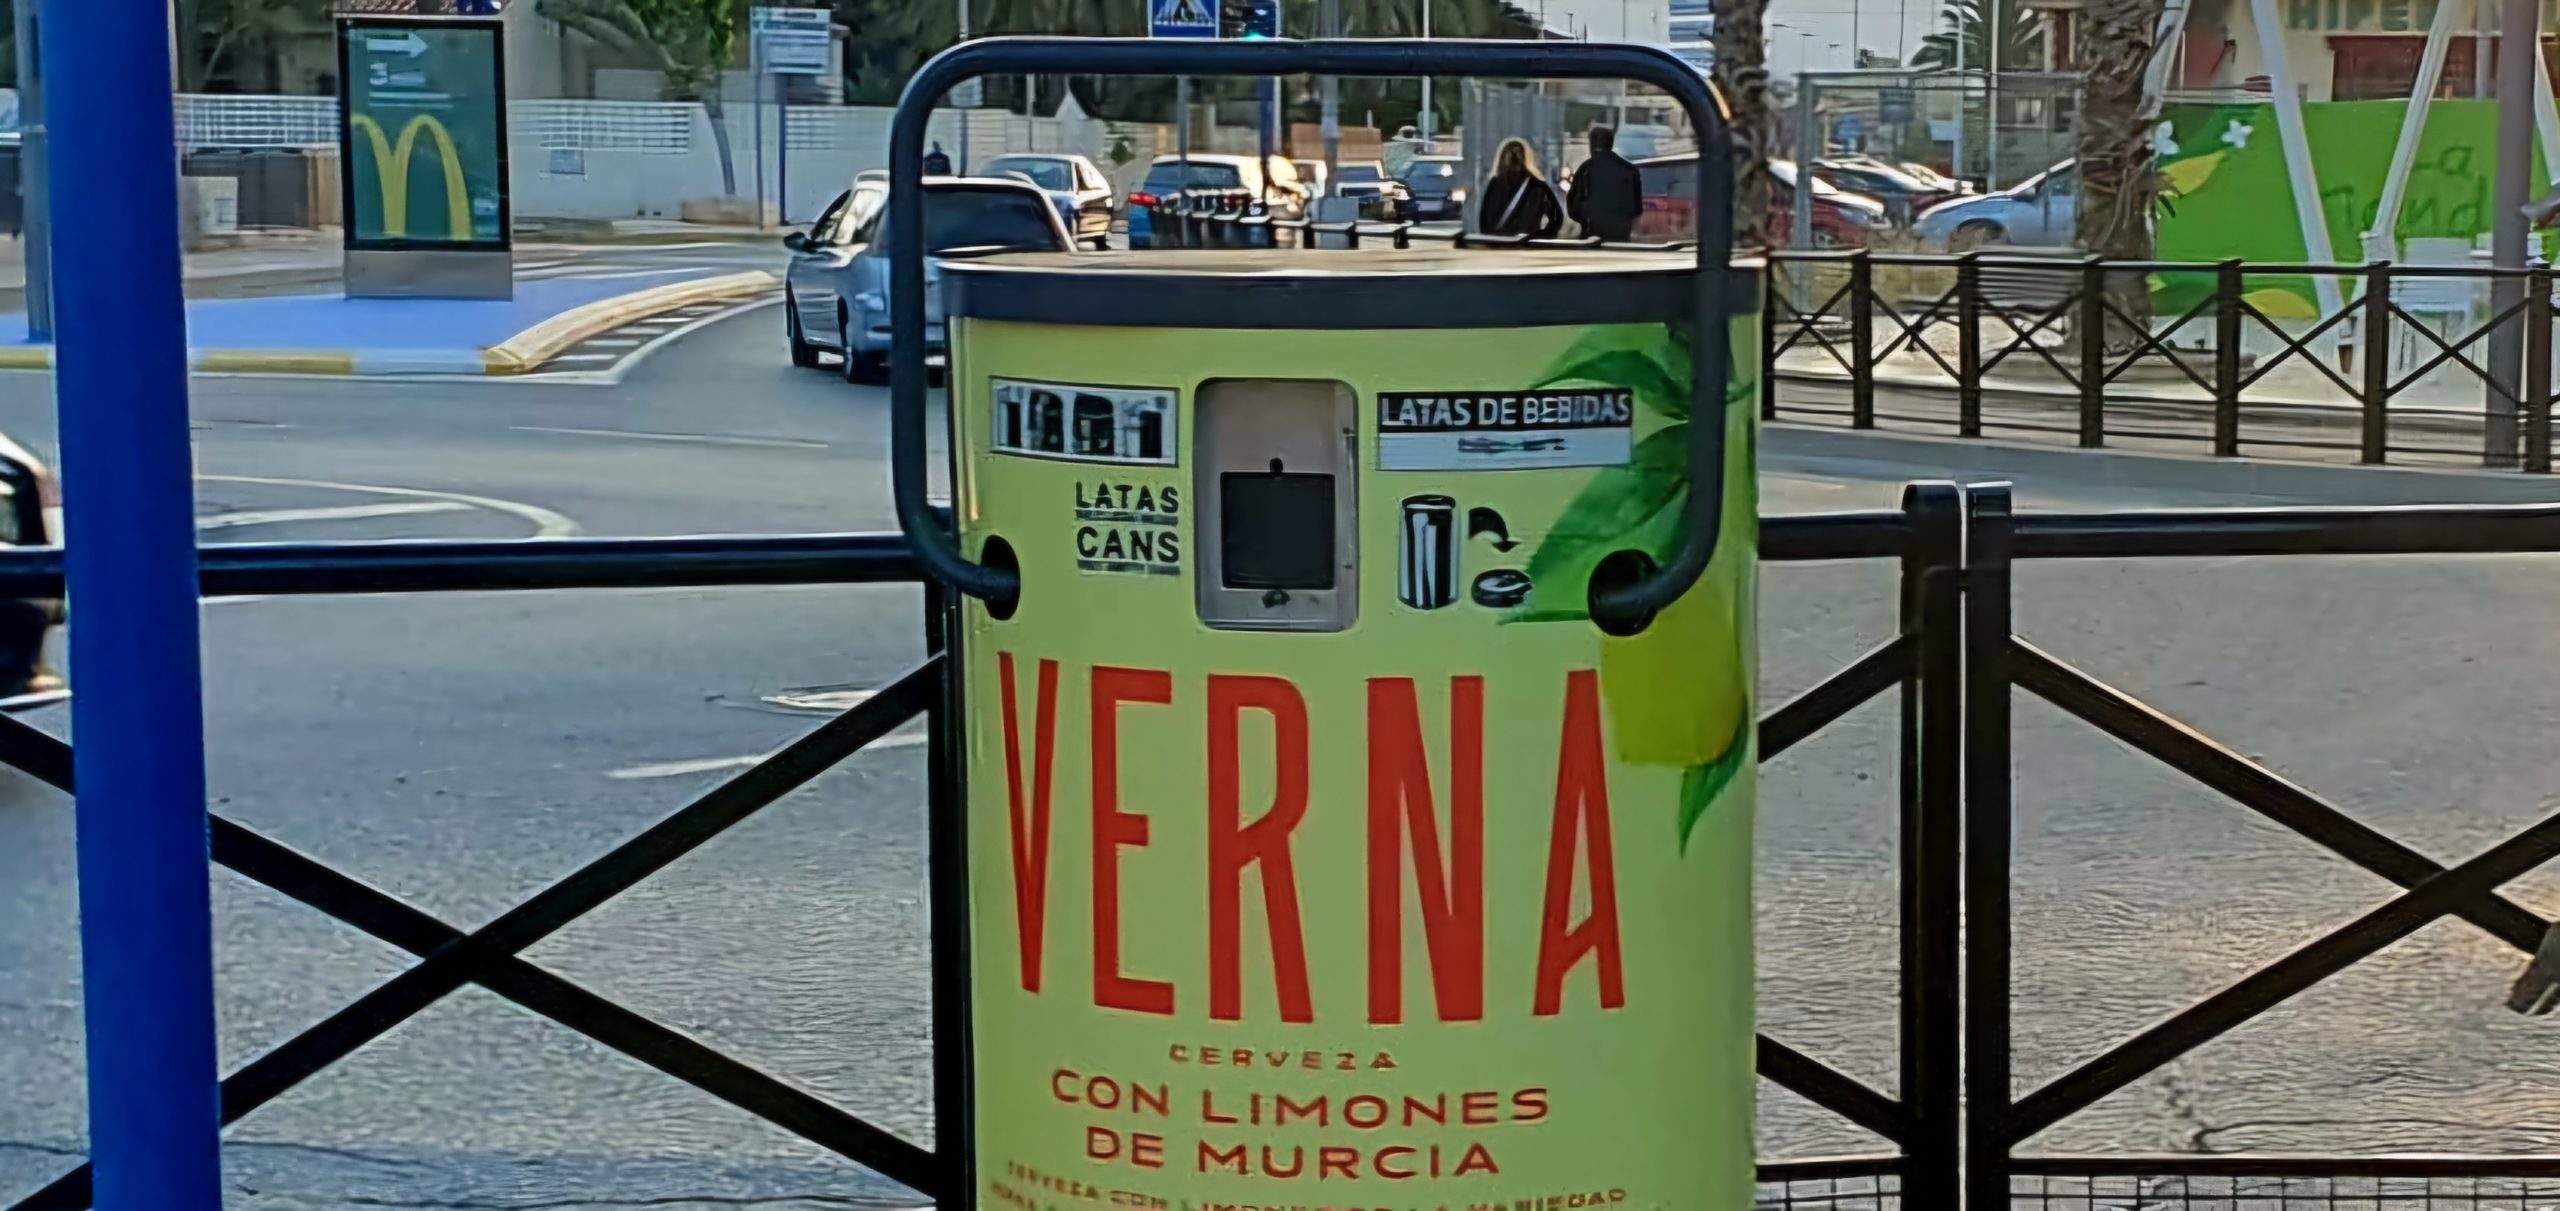 LATAS DE BEBIDAS
LATAS
CANS
VERNA
CERVEZA
CON LIMONES
DE MURCIA